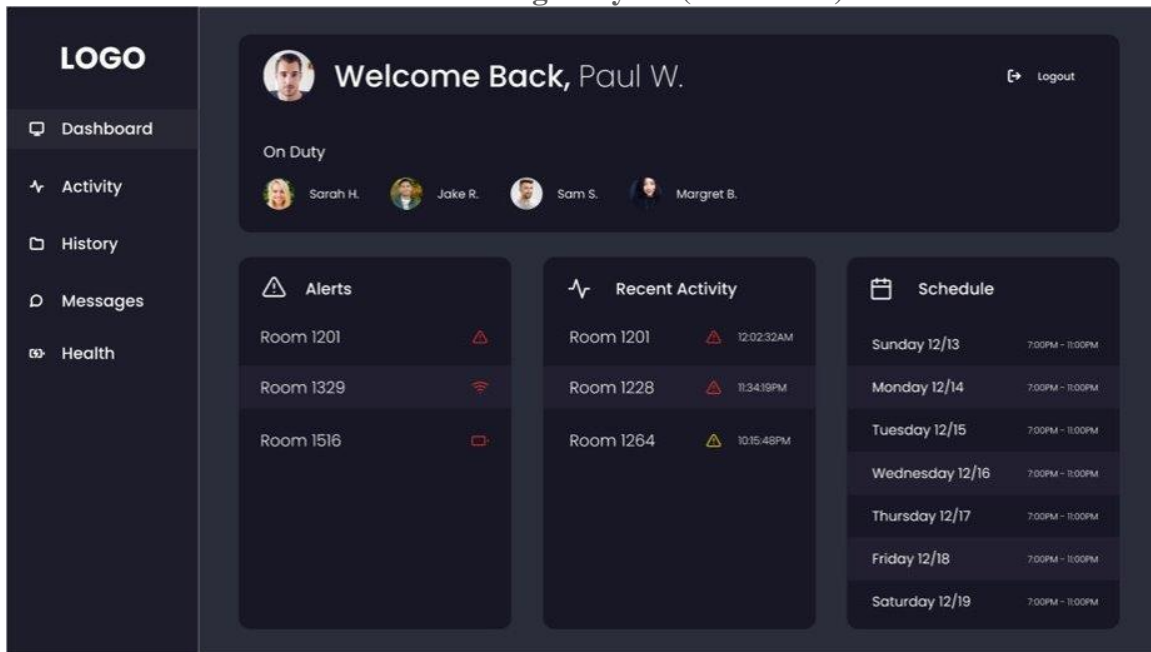 LOGO
Dashboard
Activity
History
Messages
Health
Welcome Back, Paul W.
Logout
On Duty
Sarah H.
Jake R.
Sam S.
Margret B.
Alerts
Room 1201
Room 1329
Room 1516
Recent Activity
Room 1201 12:02:32AM
Room 1228 11:34:19PM
Room 1264 10:15:48PM
Schedule
Sunday 12/13 7:00PM - 11:00PM
Monday 12/14 7:00PM - 11:00PM
Tuesday 12/15 7:00PM - 11:00PM
Wednesday 12/16 7:00PM - 11:00PM
Thursday 12/17 7:00PM - 11:00PM
Friday 12/18 7:00PM - 11:00PM
Saturday 12/19 7:00PM - 11:00PM